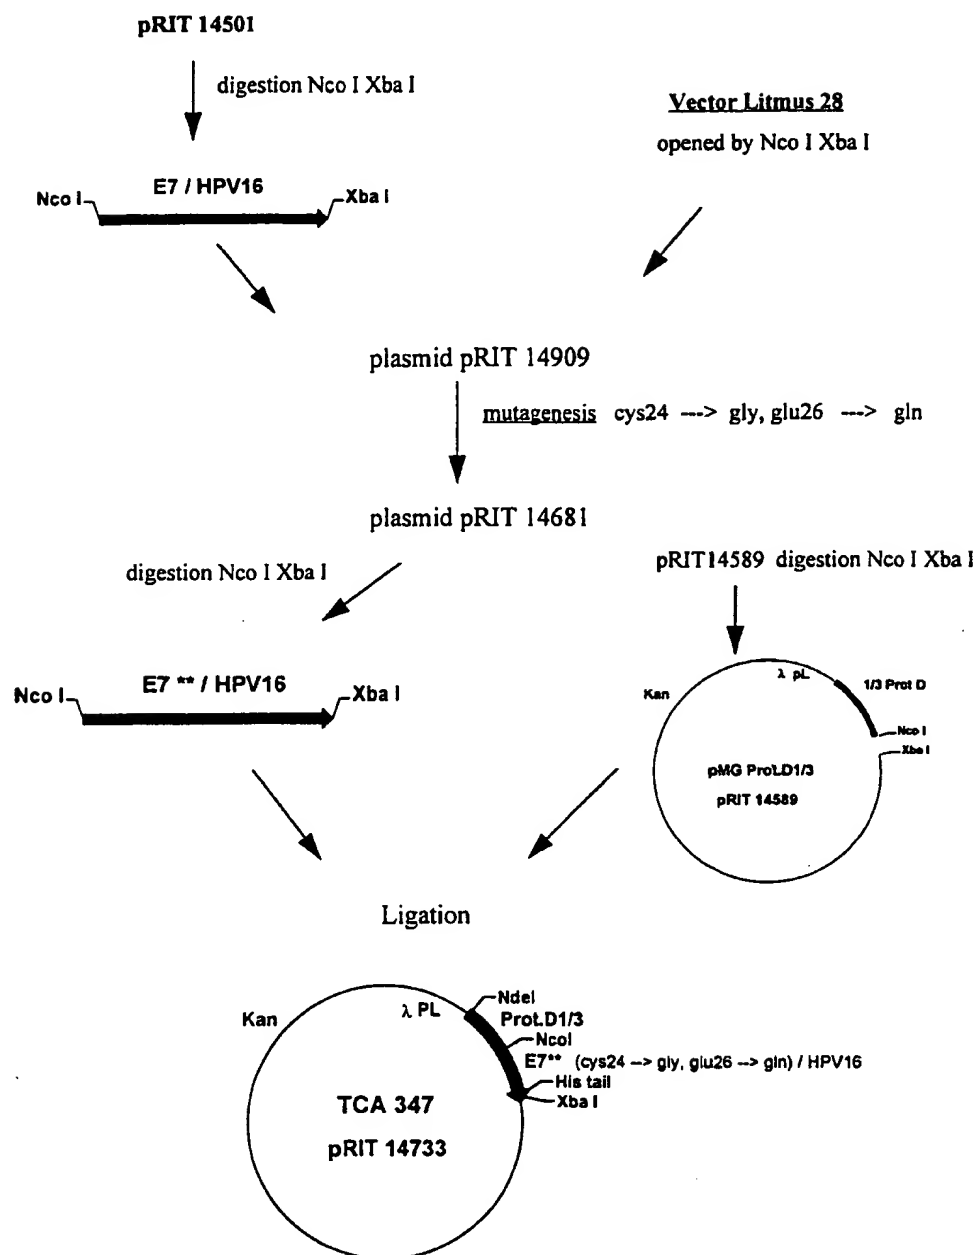 pRIT 14501
digestion Nco I Xba I
Vector Litmus 28
opened by Nco I Xba I
E7 / HPV16
Nco I
Xba I
plasmid pRIT 14909
mutagenesis cys24 ---> gly, glu26 ---> gln
plasmid pRIT 14681
digestion Nco I Xba I
pRIT14589 digestion Nco I Xba I
E7 ** / HPV16
Nco I
Xba I
λ pL
1/3 Prot D
Kan
Nco I
Xba I
pMG Prot.D1/3
pRIT 14589
Ligation
NdeI
λ PL
Prot.D1/3
Kan
NcoI
E7** (cys24 --> gly, glu26 --> gln) / HPV16
His tail
Xba I
TCA 347
pRIT 14733